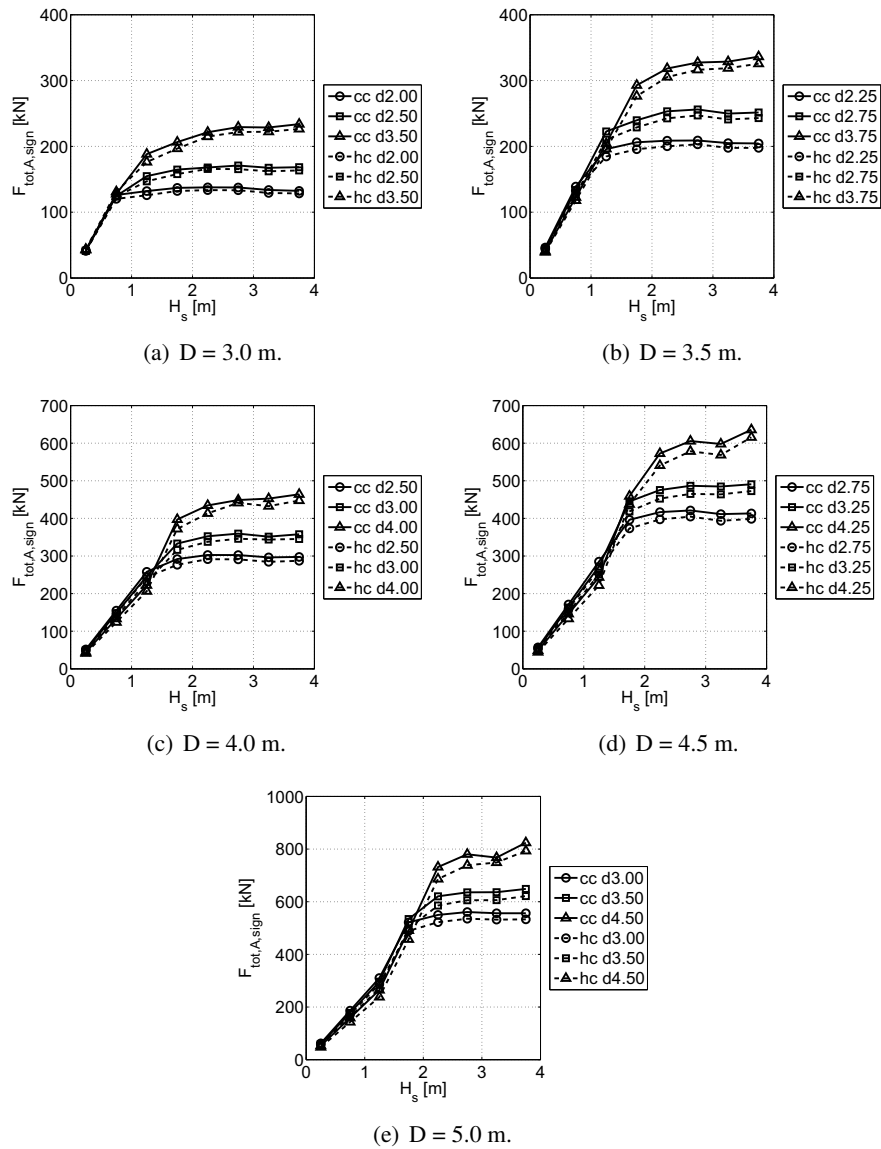 400
300
200
100
0
F_tot,A,sign [kN]
0 1 2 3 4
H_s [m]
cc d2.00
cc d2.50
cc d3.50
hc d2.00
hc d2.50
hc d3.50
(a) D = 3.0 m.
400
300
200
100
0
F_tot,A,sign [kN]
0 1 2 3 4
H_s [m]
cc d2.25
cc d2.75
cc d3.75
hc d2.25
hc d2.75
hc d3.75
(b) D = 3.5 m.
700
600
500
400
300
200
100
0
F_tot,A,sign [kN]
0 1 2 3 4
H_s [m]
cc d2.50
cc d3.00
cc d4.00
hc d2.50
hc d3.00
hc d4.00
(c) D = 4.0 m.
700
600
500
400
300
200
100
0
F_tot,A,sign [kN]
0 1 2 3 4
H_s [m]
cc d2.75
cc d3.25
cc d4.25
hc d2.75
hc d3.25
hc d4.25
(d) D = 4.5 m.
1000
800
600
400
200
0
F_tot,A,sign [kN]
0 1 2 3 4
H_s [m]
cc d3.00
cc d3.50
cc d4.50
hc d3.00
hc d3.50
hc d4.50
(e) D = 5.0 m.